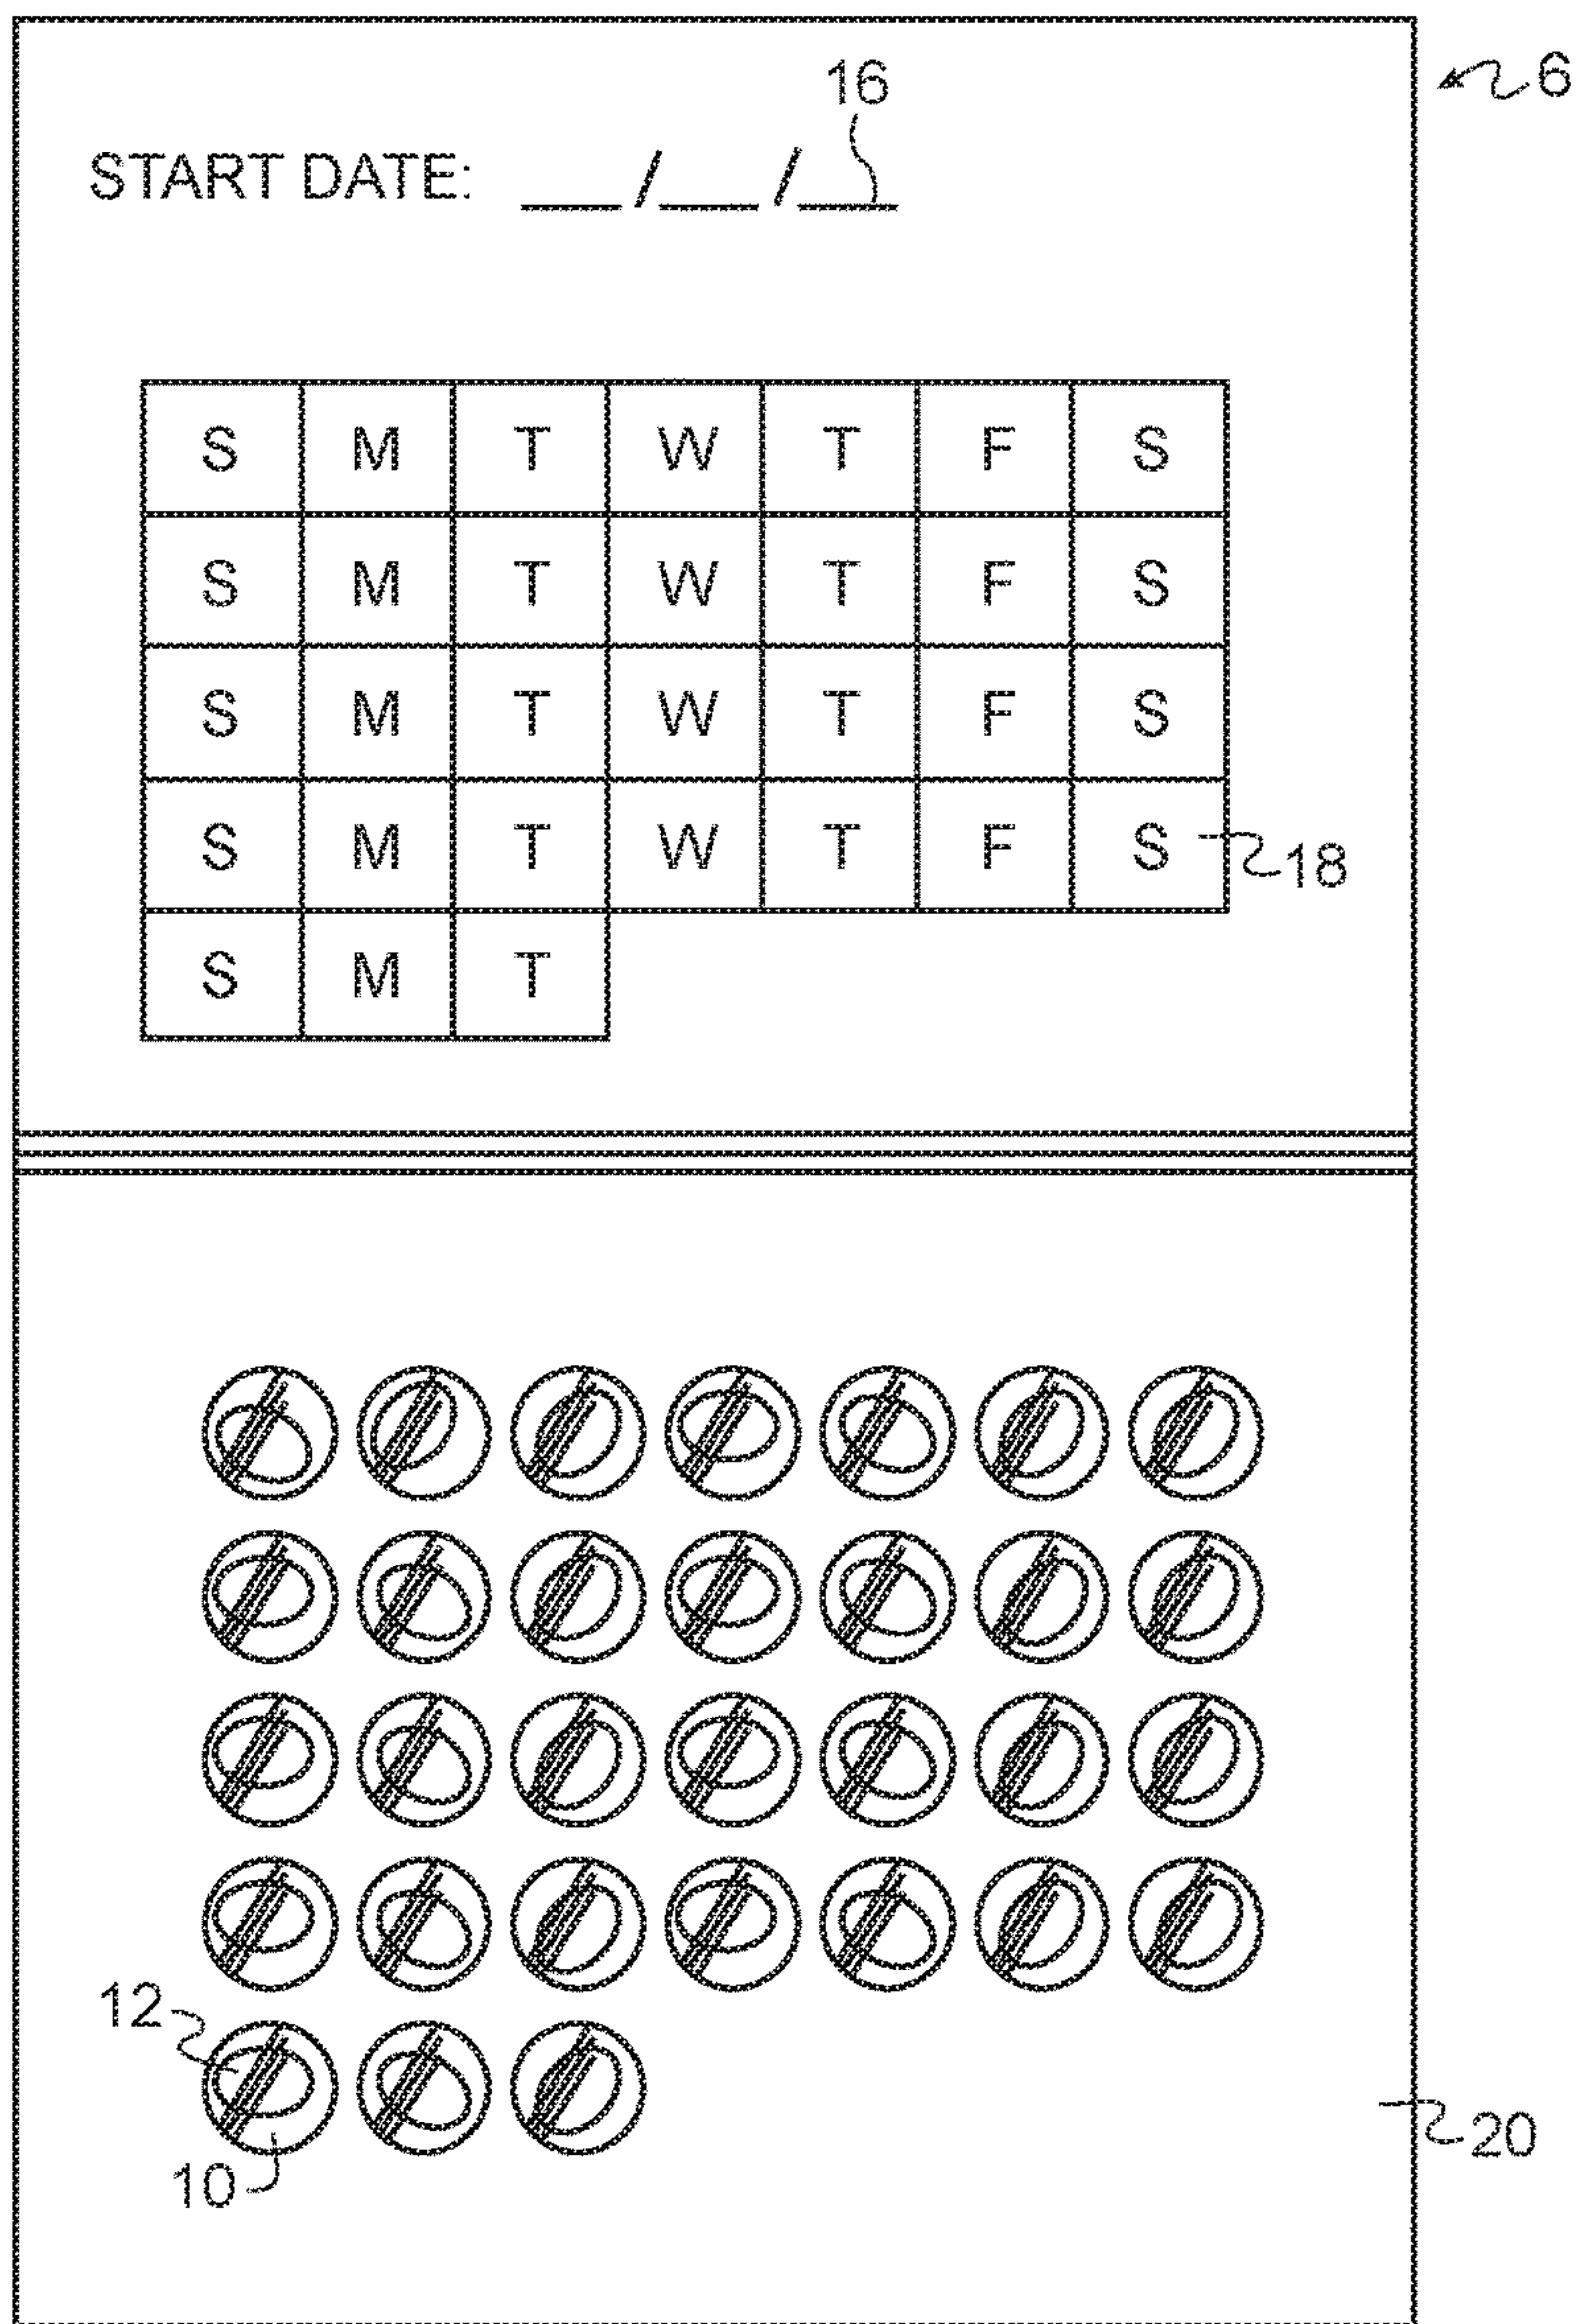 6
16
START DATE: __/__/__
S M T W T F S
S M T W T F S
S M T W T F S
S M T W T F S
18
S M T
12
10
20